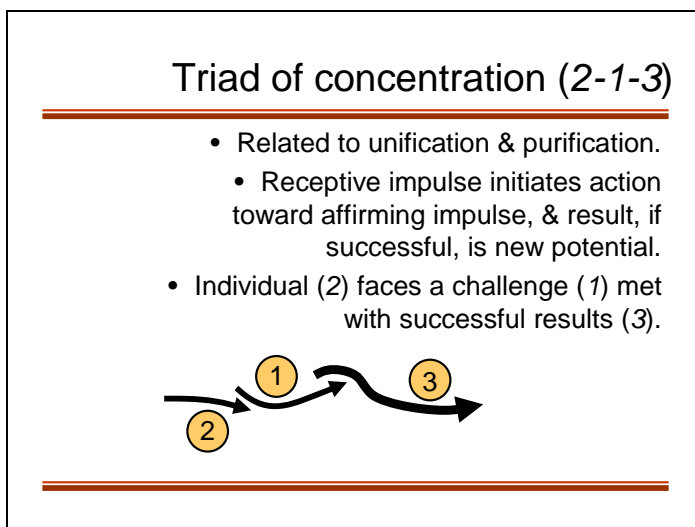 Triad of concentration (2-1-3)
• Related to unification & purification.
• Receptive impulse initiates action
toward affirming impulse, & result, if
successful, is new potential.
• Individual (2) faces a challenge (1) met
with successful results (3).
1
3
2